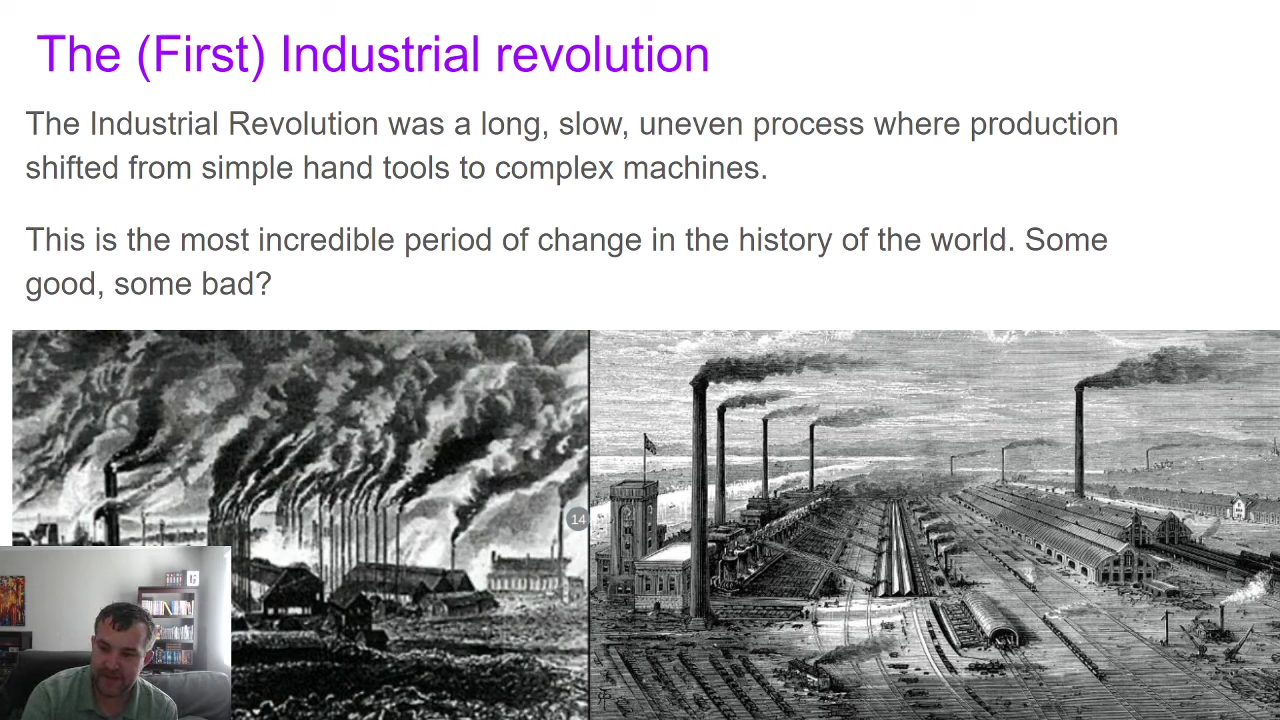 The (First) Industrial revolution
The Industrial Revolution was a long, slow, uneven process where production
shifted from simple hand tools to complex machines.
This is the most incredible period of change in the history of the world. Some
good, some bad?
14